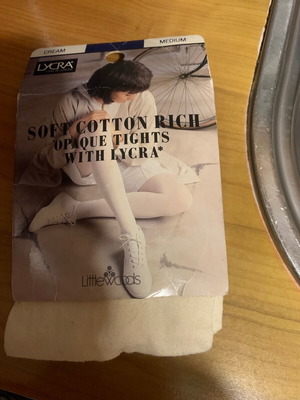 CREAM
MEDIUM
LYCRA
SOFT COTTON RICH
OPAQUE TIGHTS
WITH LYCRA*
Littlewoods